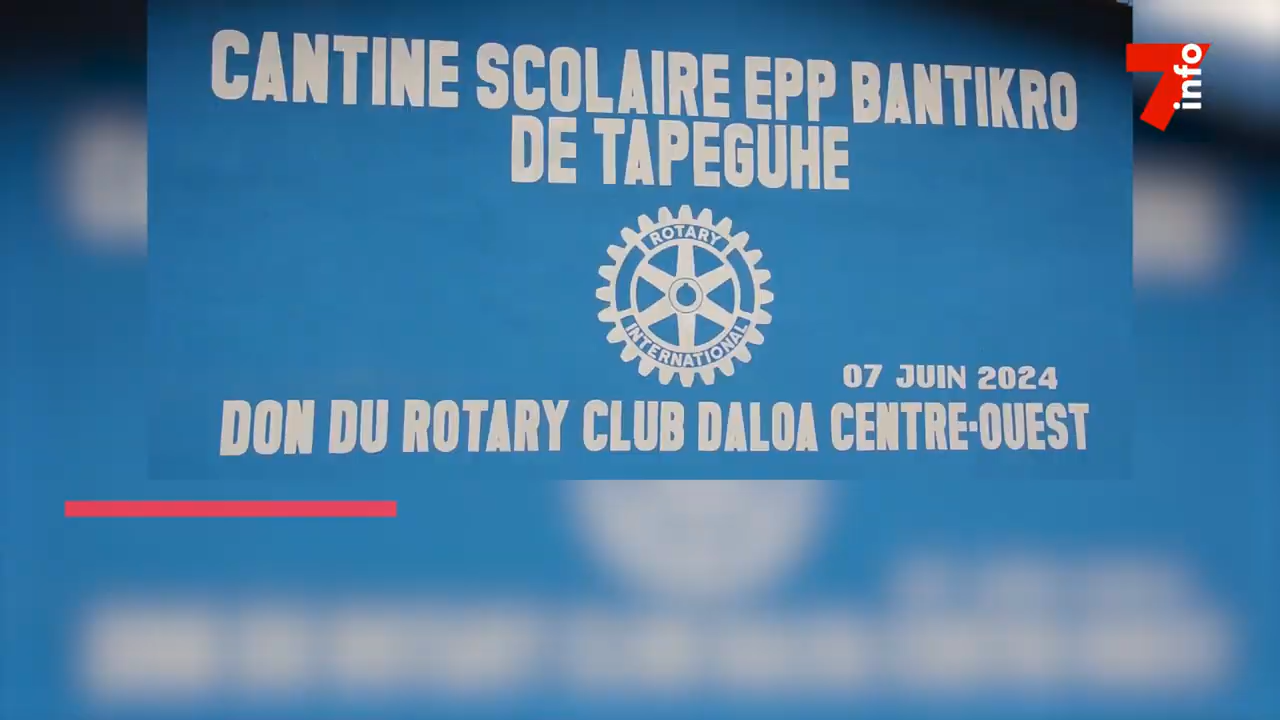 CANTINE SCOLAIRE EPP BANTIKRO
DE TAPEGUHE
ROTARY
INTERNATIONAL
07 JUIN 2024
DON DU ROTARY CLUB DALOA CENTRE-OUEST
7info